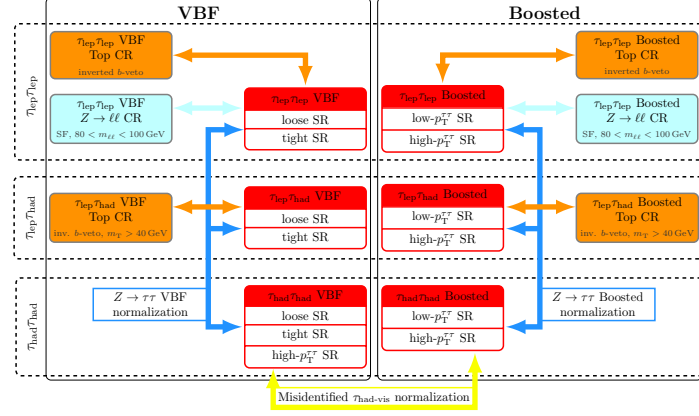 VBF
Boosted
τlepτlep
τlepτlep VBF
Top CR
inverted b-veto
τlepτlep VBF
Z → ℓℓ CR
SF, 80 < mℓℓ < 100 GeV
τlepτlep VBF
loose SR
tight SR
τlepτlep Boosted
low-pTττ SR
high-pTττ SR
τlepτlep Boosted
Top CR
inverted b-veto
τlepτlep Boosted
Z → ℓℓ CR
SF, 80 < mℓℓ < 100 GeV
τlepτhad
τlepτhad VBF
Top CR
inv. b-veto, mT > 40 GeV
τlepτhad VBF
loose SR
tight SR
τlepτhad Boosted
low-pTττ SR
high-pTττ SR
τlepτhad Boosted
Top CR
inv. b-veto, mT > 40 GeV
τhadτhad
Z → ττ VBF
normalization
τhadτhad VBF
loose SR
tight SR
high-pTττ SR
τhadτhad Boosted
low-pTττ SR
high-pTττ SR
Z → ττ Boosted
normalization
Misidentified τhad-vis normalization